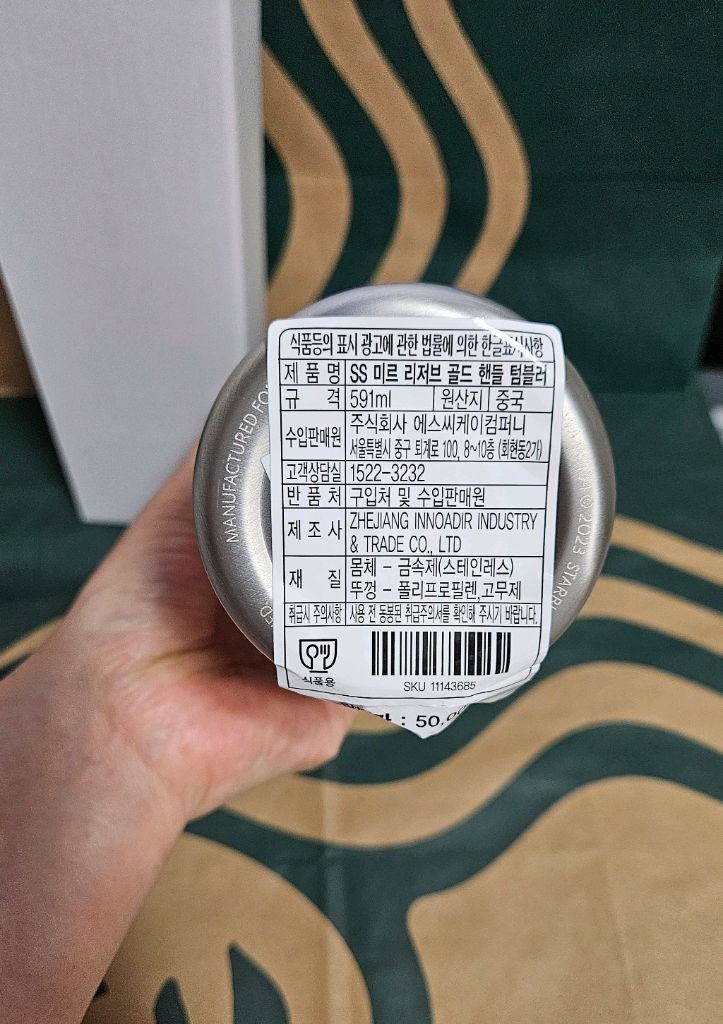 식품등의 표시 광고에 관한 법률에 의한 한글표시사항
제 품 명 SS 미르 리저브 골드 핸들 텀블러
규 격 591ml 원산지 중국
수입판매원 주식회사 에스씨케이컴퍼니
서울특별시 중구 퇴계로 100, 8~10층 (회현동2가)
고객상담실 1522-3232
반 품 처 구입처 및 수입판매원
제 조 사 ZHEJIANG INNOADIR INDUSTRY
& TRADE CO., LTD
재 질 몸체 - 금속제(스테인레스)
뚜껑 - 폴리프로필렌,고무제
취급시 주의사항 사용 전 동봉된 취급주의서를 확인해 주시기 바랍니다.
식품용
SKU 11143685
: 50,0
MANUFACTURED
2023